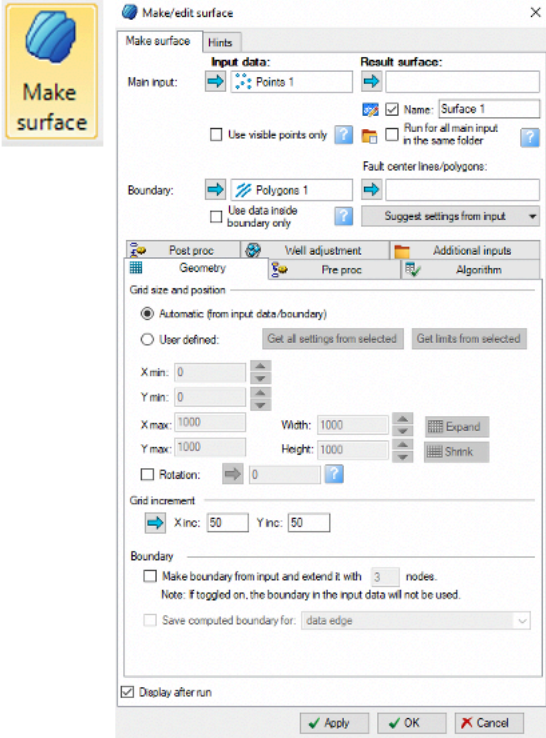 Make
surface
Make/edit surface
Make surface
Hints
Input data:
Result surface:
Main input:
Points 1
Name:
Surface 1
Use visible points only
?
Run for all main input
in the same folder
?
Fault center lines/polygons:
Boundary:
Polygons 1
Use data inside
boundary only
?
Suggest settings from input
Post proc
Well adjustment
Additional inputs
Geometry
Pre proc
Algorithm
Grid size and position
Automatic (from input data/boundary)
User defined:
Get all settings from selected
Get limits from selected
X min: 0
Y min: 0
X max: 1000
Width: 1000
Expand
Y max: 1000
Height: 1000
Shrink
Rotation: 0
?
Grid increment
X inc: 50
Y inc: 50
Boundary
Make boundary from input and extend it with 3 nodes.
Note: If toggled on, the boundary in the input data will not be used.
Save computed boundary for: data edge
Display after run
Apply
OK
Cancel